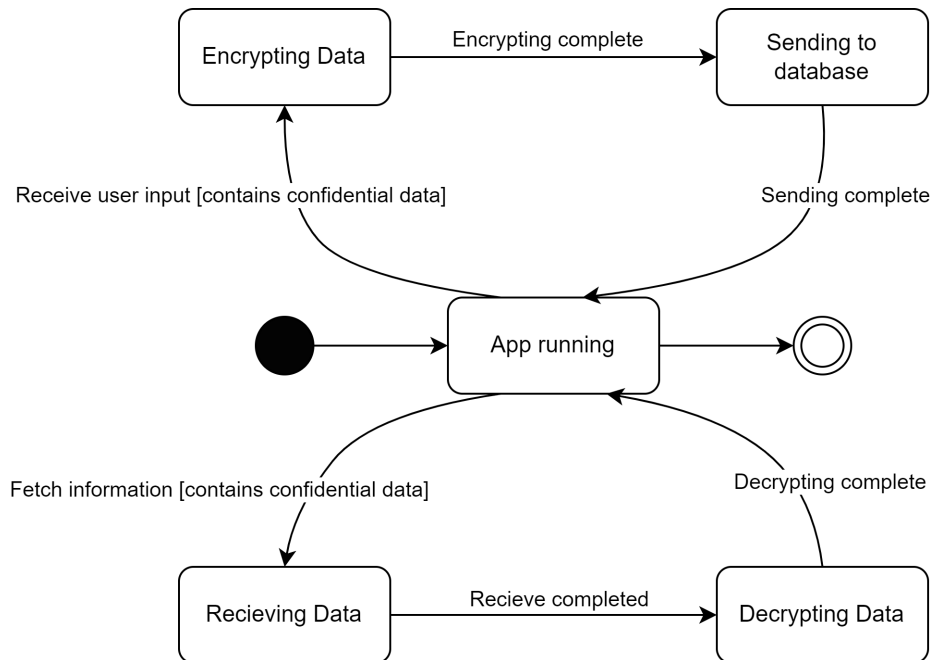 Encrypting Data
Encrypting complete
Sending to
database
Receive user input [contains confidential data]
Sending complete
App running
Fetch information [contains confidential data]
Decrypting complete
Recieving Data
Recieve completed
Decrypting Data